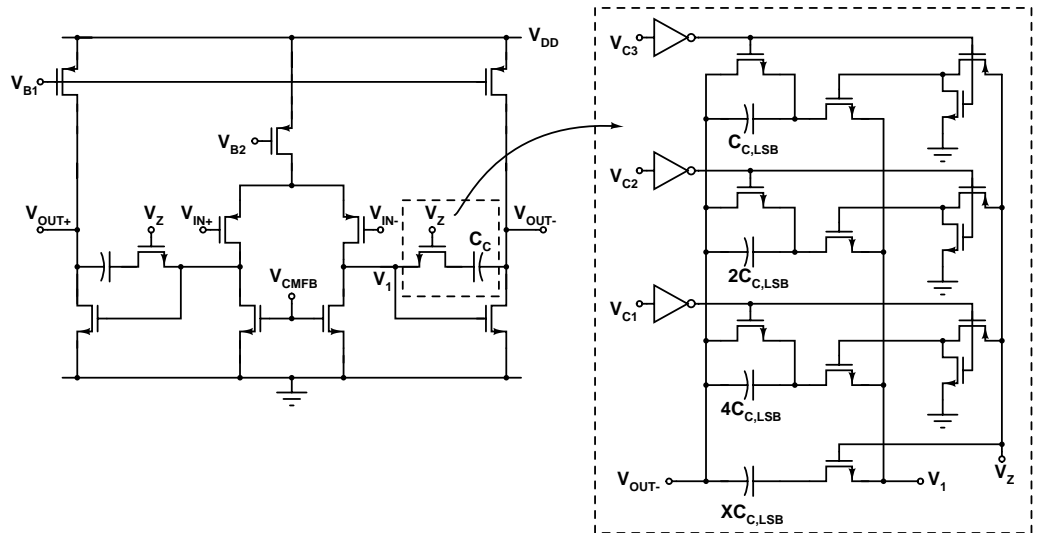 V_DD
V_B1
V_B2
V_OUT+
V_Z
V_IN+
V_IN-
V_Z
V_OUT-
C_C
V_CMFB
V_1
V_C3
C_C,LSB
V_C2
2C_C,LSB
V_C1
4C_C,LSB
V_OUT-
V_1
V_Z
XC_C,LSB